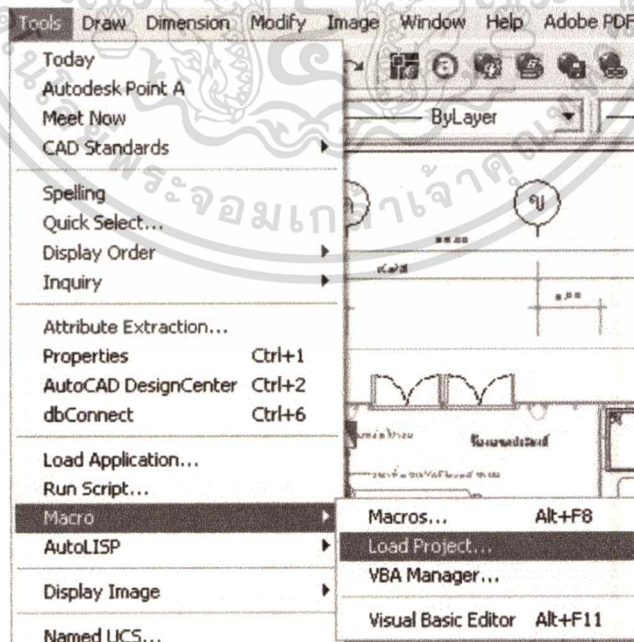 Tools Draw Dimension Modify Image Window Help Adobe PDF
Today
Autodesk Point A
Meet Now
ByLayer
CAD Standards
Spelling
Quick Select...
ข
Display Order
Inquiry
Attribute Extraction...
Properties Ctrl+1
AutoCAD DesignCenter Ctrl+2
dbConnect Ctrl+6
Load Application...
Run Script...
Macro
Macros... Alt+F8
AutoLISP
Load Project...
VBA Manager...
Display Image
Visual Basic Editor Alt+F11
Named UCS...